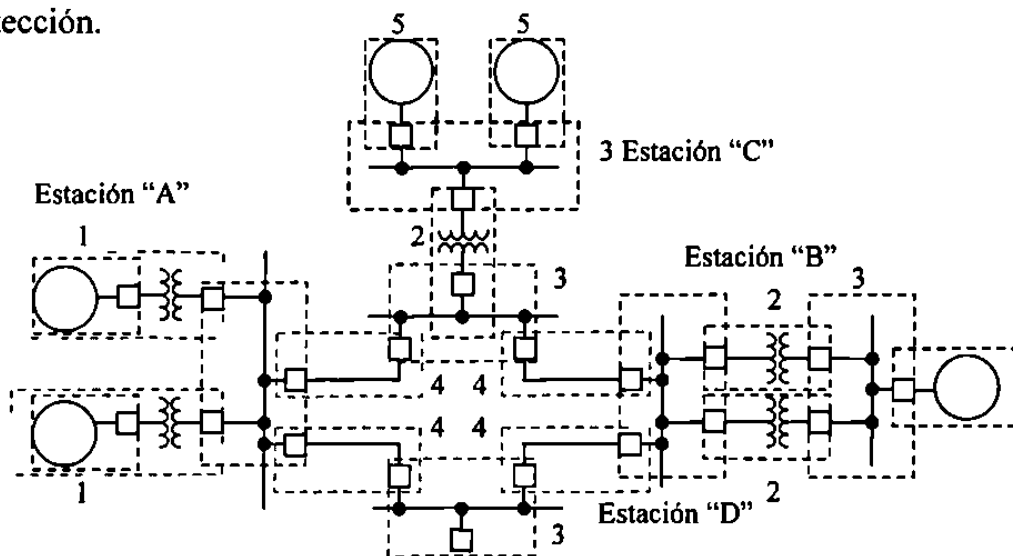 tección.
5 5
3 Estación “C”
Estación “A”
1
2
3
Estación “B”
2 3
4 4
4 4
1
2
Estación “D”
3